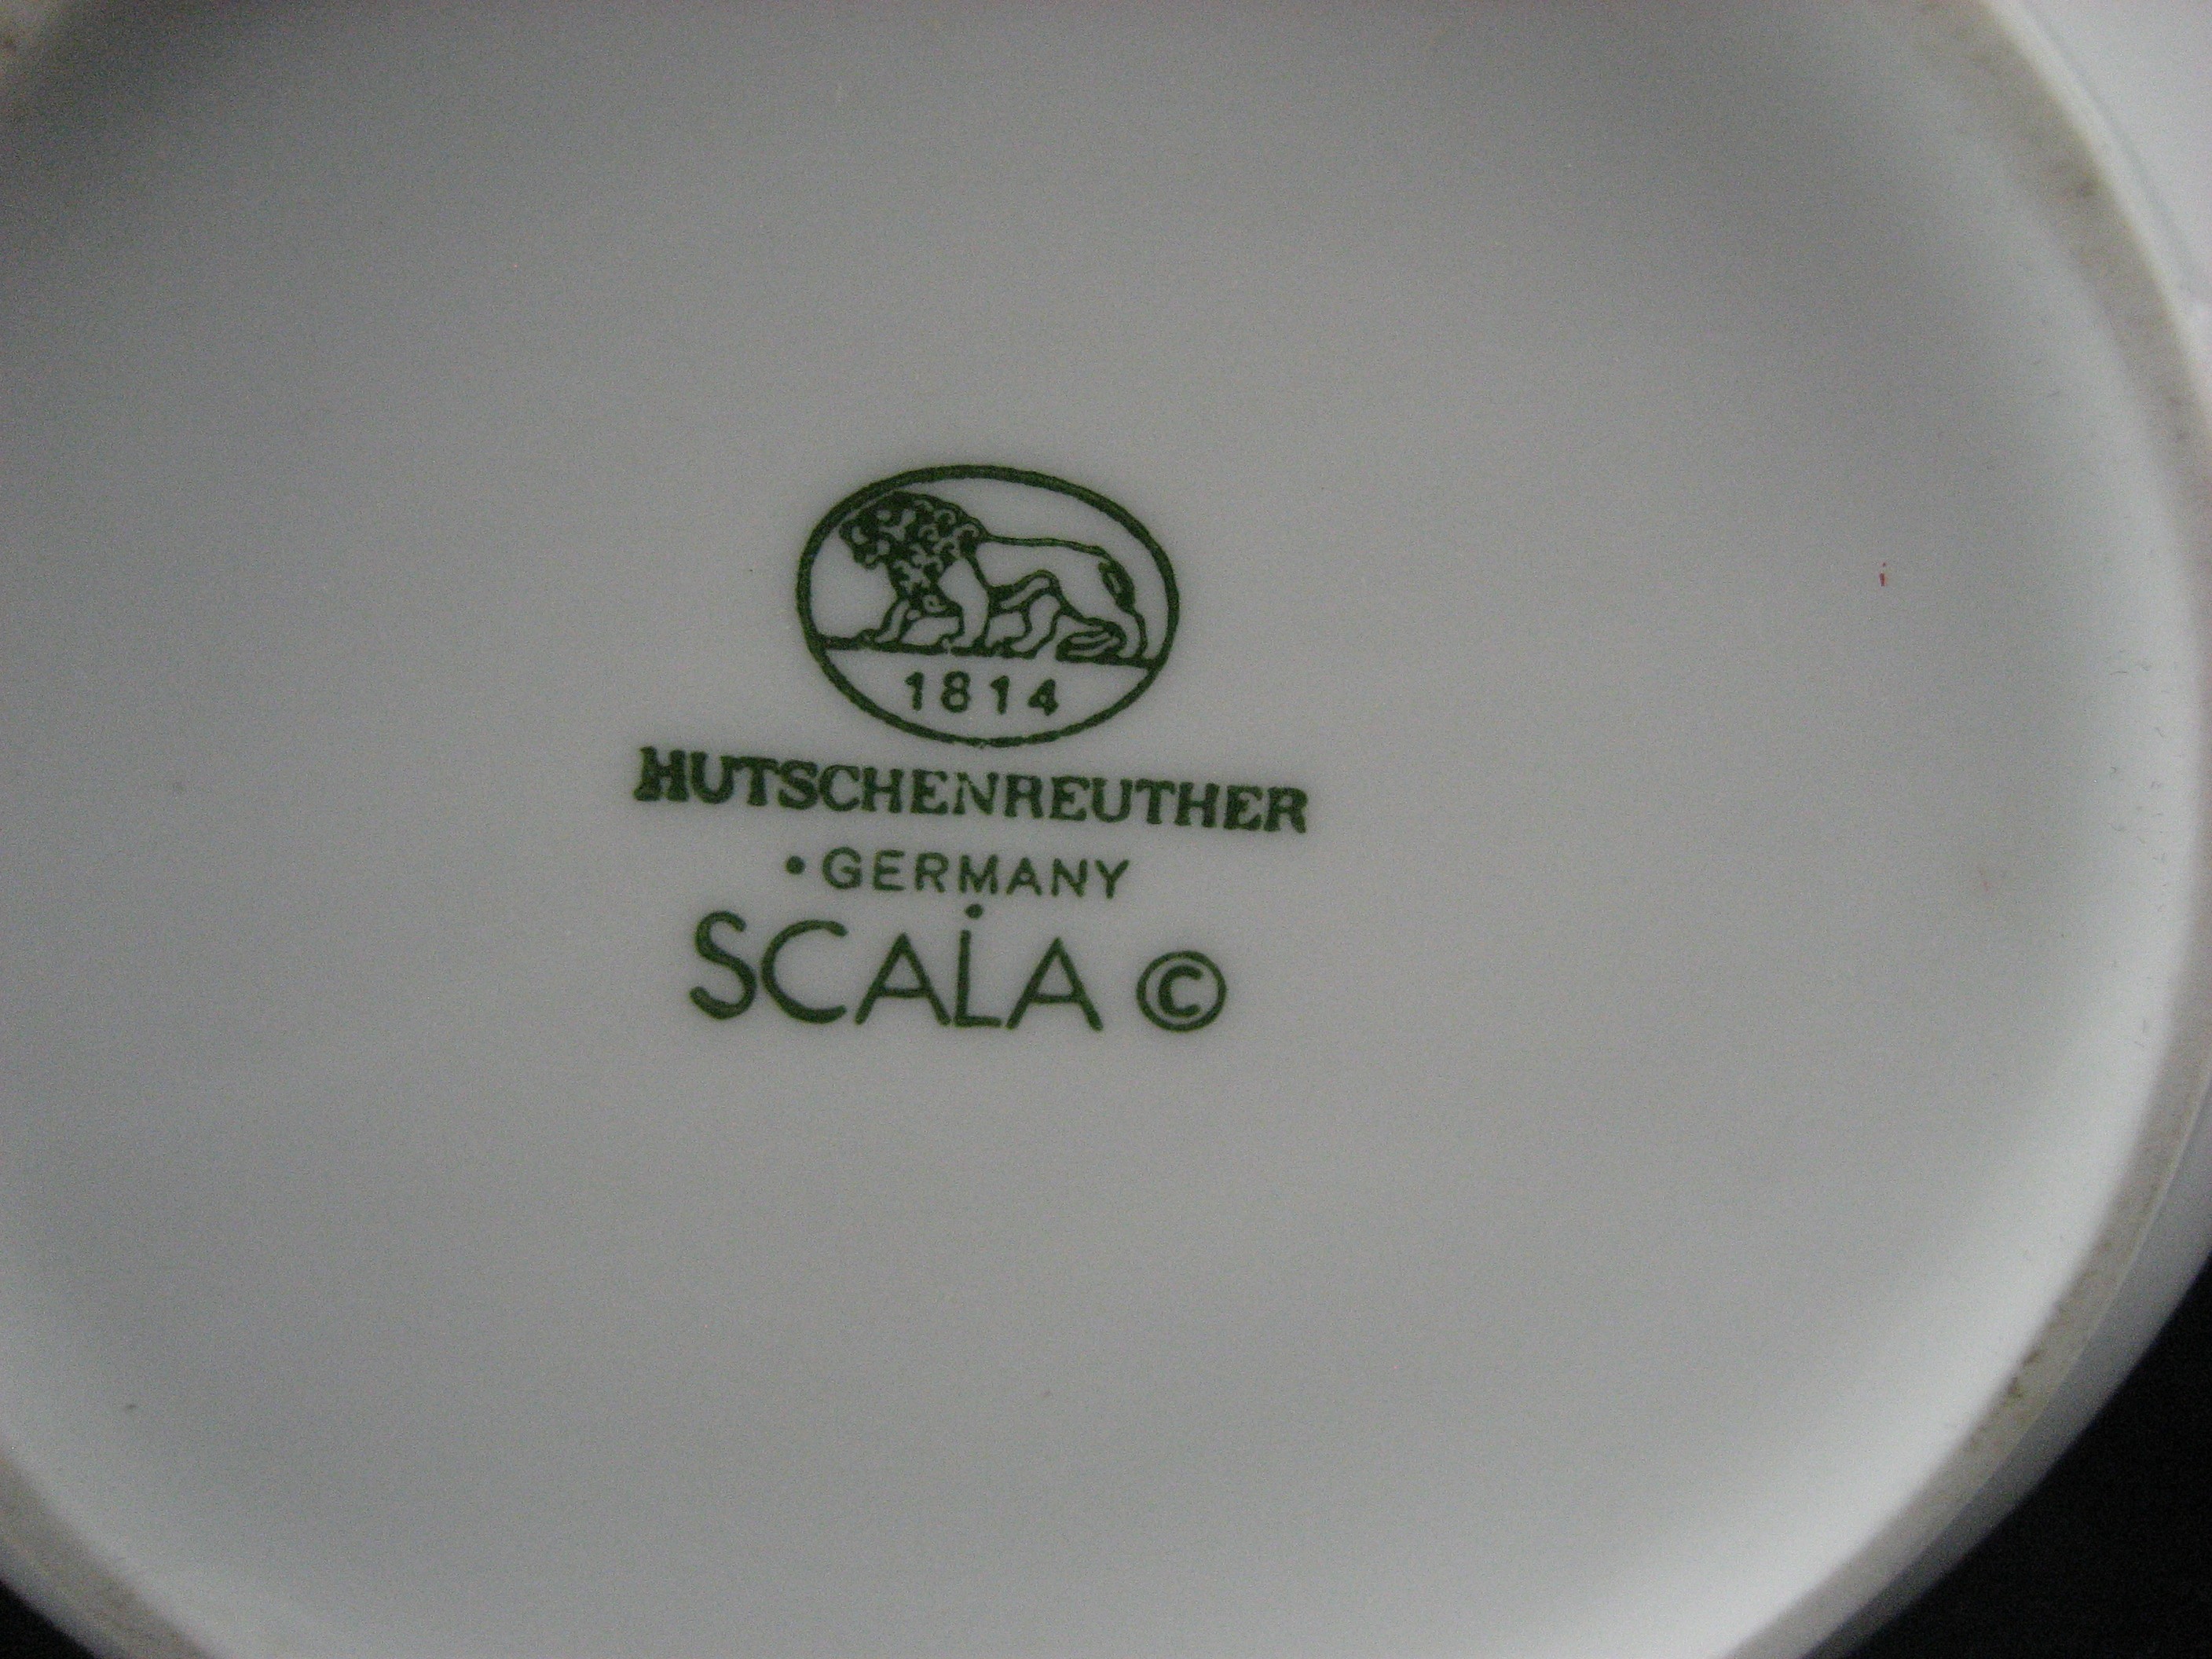 1814
HUTSCHENREUTHER
•GERMANY
SCALA ©